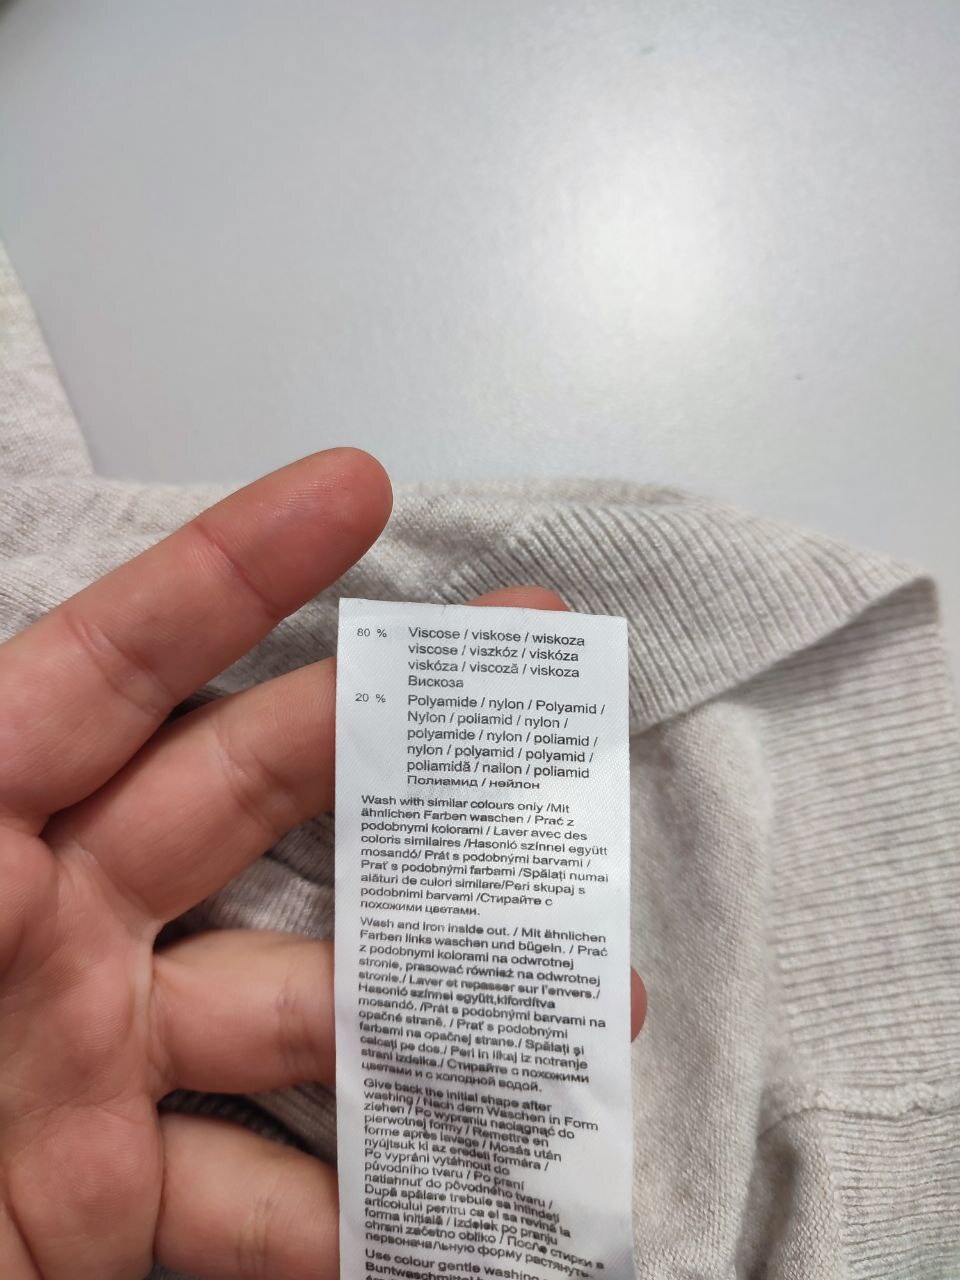 80 % Viscose / viskose / wiskoza
viscose / viszkóz / viskóza
viskóza / viscoză / viskoza
Вискоза
20 % Polyamide / nylon / Polyamid /
Nylon / poliamid / nylon /
polyamide / nylon / poliamid /
nylon / polyamid / polyamid /
poliamidă / nailon / poliamid
Полиамид / нейлон
Wash with similar colours only /Mit
ähnlichen Farben waschen / Prać z
podobnymi kolorami / Laver avec des
coloris similaires /Hasonló színnel együtt
mosandó/ Prát s podobnými barvami /
Prať s podobnými farbami /Spălați numai
alături de culori similare/Peri skupaj s
podobnimi barvami /Стирайте с
похожими цветами.
Wash and iron inside out. / Mit ähnlichen
Farben links waschen und bügeln. / Prać
z podobnymi kolorami na odwrotnej
stronie, prasować również na odwrotnej
stronie./ Laver et repasser sur l'envers./
Hasonló színnel együtt,kifordítva
mosandó. /Prát s podobnými barvami na
opačné straně. / Prať s podobnými
farbami na opačnej strane./ Spălați și
călcați pe dos./ Peri in likaj iz notranje
strani izdelka./ Стирайте с похожими
цветами и с холодной водой.
Give back the initial shape after
washing / Nach dem Waschen in Form
ziehen / Po wypraniu naciągnąć do
pierwotnej formy / Remettre en
forme après lavage / Mosás után
nyújtsuk ki az eredeti formára /
Po vyprání vytáhnout do
původního tvaru / Po praní
natiahnuť do pôvodného tvaru /
După spălare trebuie să întindeți
articolului pentru ca el sa revină la
forma inițială / Izdelek po pranju
ohrani začetno obliko / После стирки в
первоначальную форму растянуть.
Use colour gentle washing
Buntwaschmittel